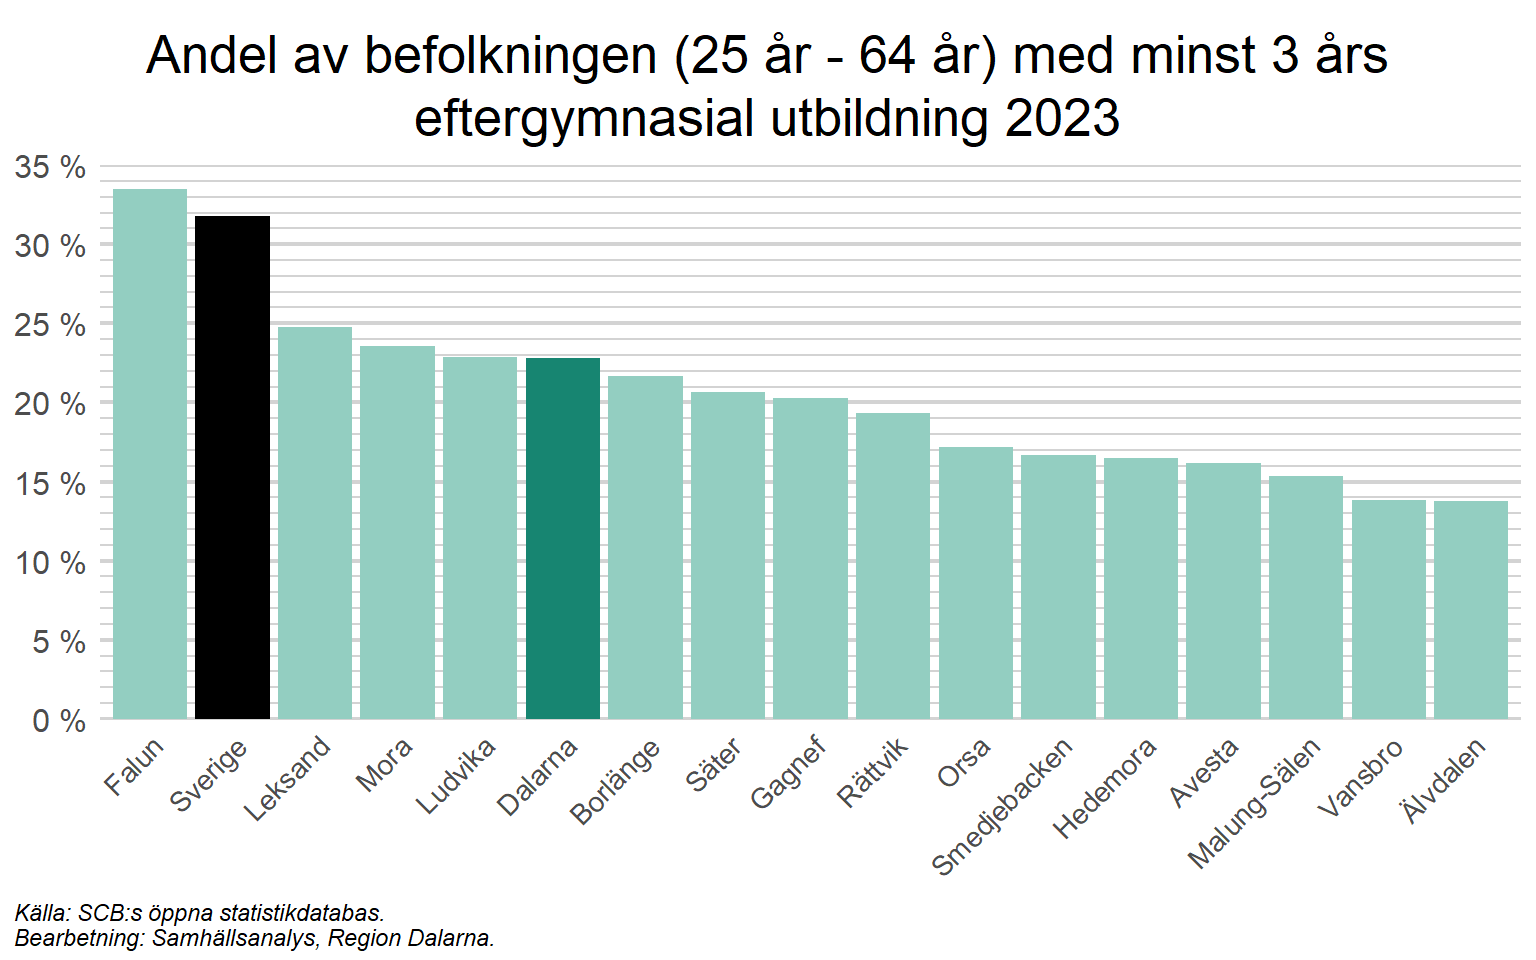 Andel av befolkningen (25 år - 64 år) med minst 3 års
eftergymnasial utbildning 2023
35 %
30 %
25 %
20 %
15 %
10 %
5 %
0 %
Falun
Sverige
Leksand
Mora
Ludvika
Dalarna
Borlänge
Säter
Gagnef
Rättvik
Orsa
Smedjebacken
Hedemora
Avesta
Malung-Sälen
Vansbro
Älvdalen
Källa: SCB:s öppna statistikdatabas.
Bearbetning: Samhällsanalys, Region Dalarna.